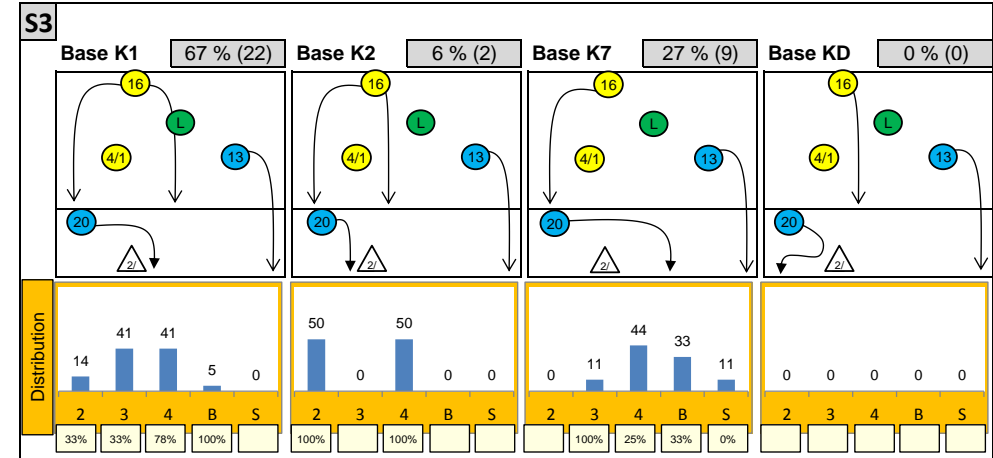 S3
Base K1 67 % (22) Base K2 6 % (2) Base K7 27 % (9) Base KD 0 % (0)
16 16 16 16
L L L L
4/1 13 4/1 13 4/1 13 4/1 13
20 20 20 20
2/ 2/ 2/ 2/
Distribution
14 41 41 5 0 50 0 50 0 0 0 11 44 33 11 0 0 0 0 0
2 3 4 B S 2 3 4 B S 2 3 4 B S 2 3 4 B S
33% 33% 78% 100% 100% 100% 100% 25% 33% 0%